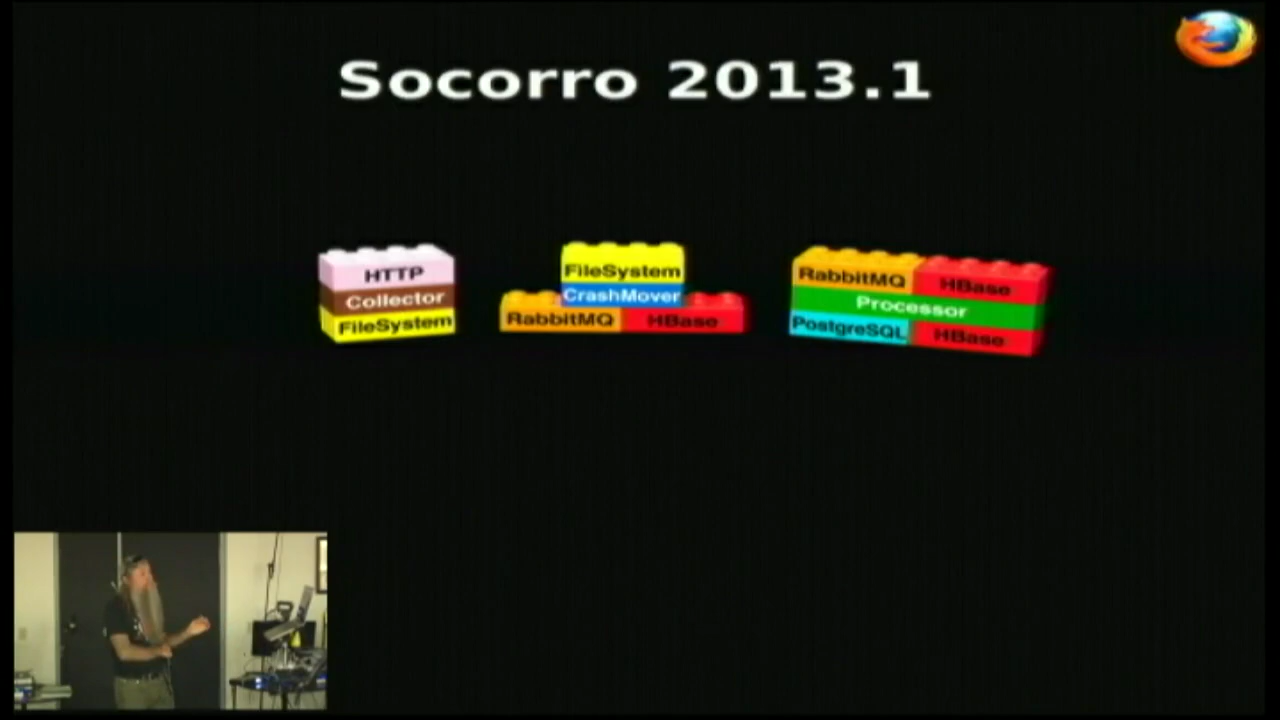 Socorro 2013.1
HTTP
Collector
FileSystem
FileSystem
CrashMover
RabbitMQ HBase
RabbitMQ HBase
Processor
PostgreSQL HBase